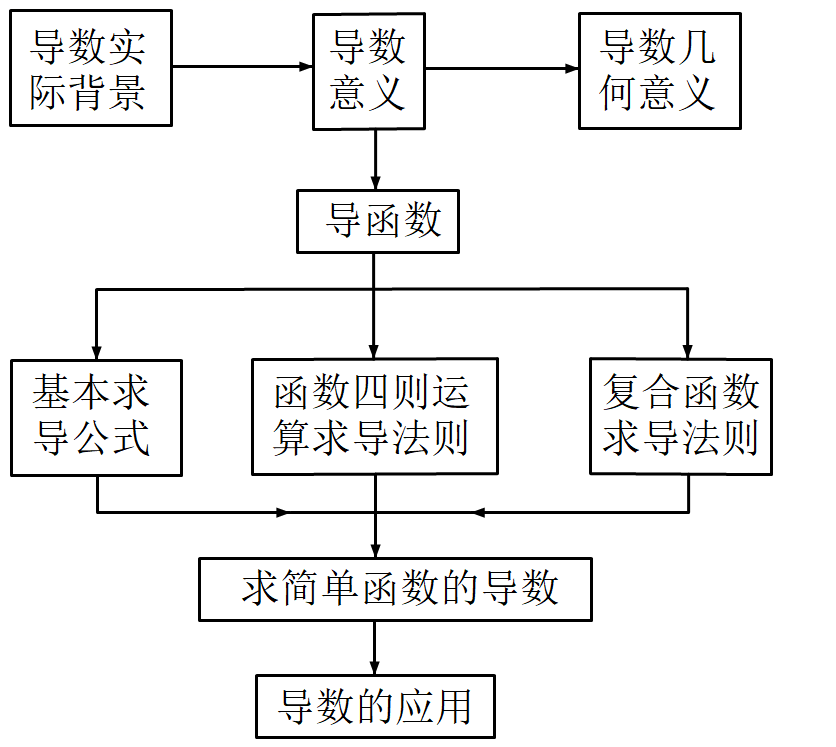 导数实
际背景
导数
意义
导数几
何意义
导函数
基本求
导公式
函数四则运
算求导法则
复合函数
求导法则
求简单函数的导数
导数的应用